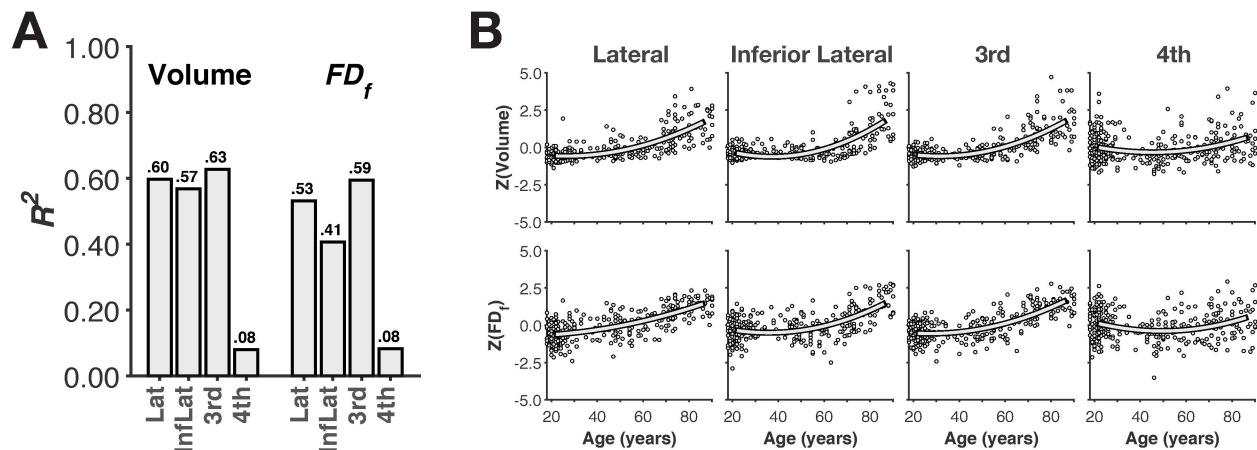 A
1.00
0.80
0.60
0.40
0.20
0.00
R2
Volume
FDf
.60
.57
.63
.08
.53
.41
.59
.08
Lat
InfLat
3rd
4th
Lat
InfLat
3rd
4th
B
Lateral
Inferior Lateral
3rd
4th
Z(Volume)
5.0
2.5
0.0
-2.5
-5.0
Z(FDf)
5.0
2.5
0.0
-2.5
-5.0
20 40 60 80
20 40 60 80
20 40 60 80
20 40 60 80
Age (years)
Age (years)
Age (years)
Age (years)